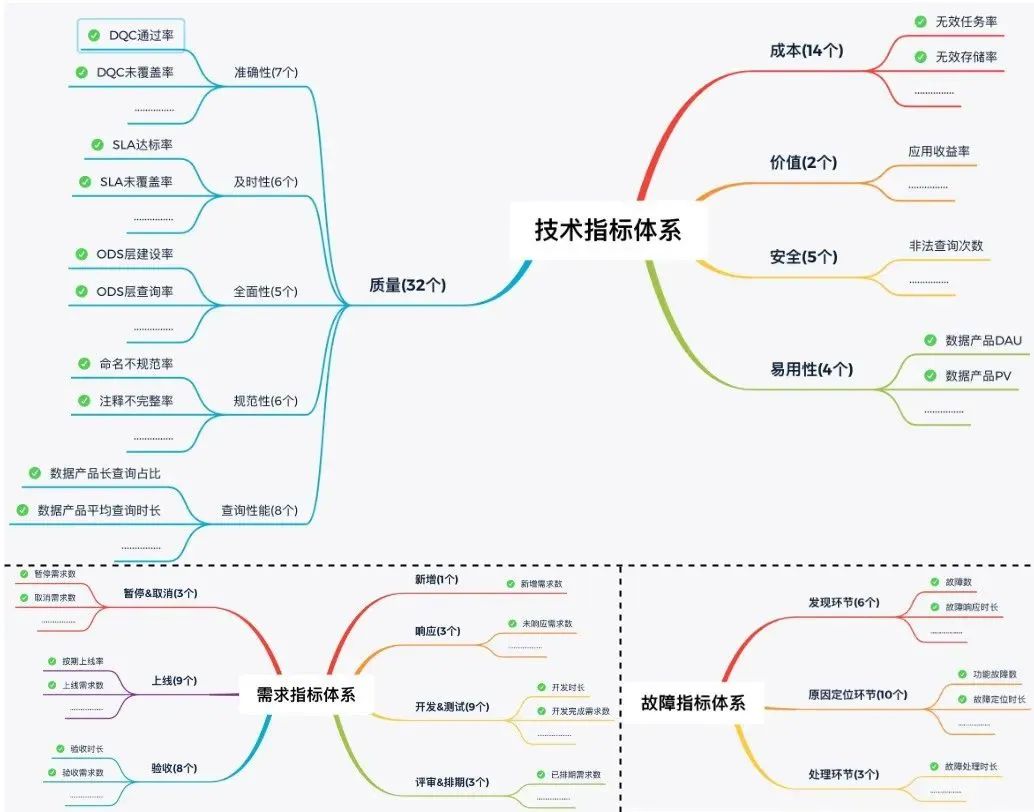 技术指标体系
质量(32个)
准确性(7个)
DQC通过率
DQC未覆盖率
...............
及时性(6个)
SLA达标率
SLA未覆盖率
...............
全面性(5个)
ODS层建设率
ODS层查询率
...............
规范性(6个)
命名不规范率
注释不完整率
...............
查询性能(8个)
数据产品长查询占比
数据产品平均查询时长
...............
成本(14个)
无效任务率
无效存储率
...............
价值(2个)
应用收益率
...............
安全(5个)
非法查询次数
...............
易用性(4个)
数据产品DAU
数据产品PV
...............
需求指标体系
暂停&取消(3个)
暂停需求数
取消需求数
...............
上线(9个)
按期上线率
上线需求数
...............
验收(8个)
验收时长
验收需求数
...............
新增(1个)
新增需求数
响应(3个)
未响应需求数
...............
开发&测试(9个)
开发时长
开发完成需求数
...............
评审&排期(3个)
已排期需求数
...............
故障指标体系
发现环节(6个)
故障数
故障响应时长
...............
原因定位环节(10个)
功能故障数
故障定位时长
...............
处理环节(3个)
故障处理时长
...............